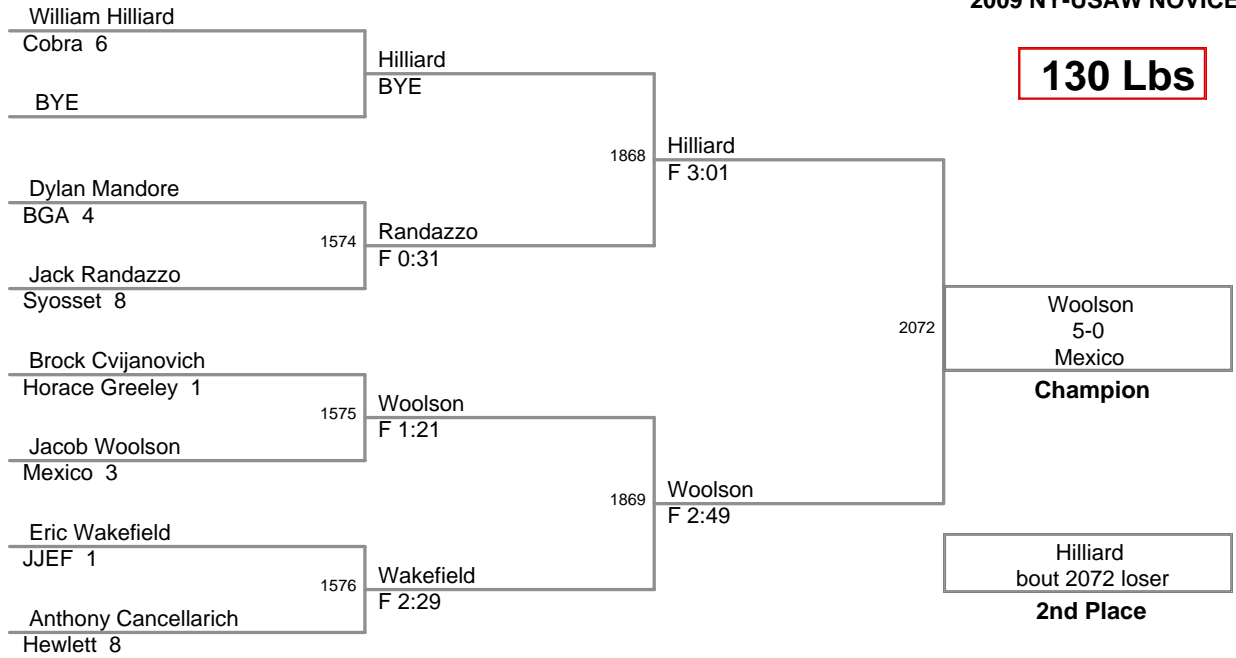 2009 NY-USAW NOVICE
130 Lbs
William Hilliard
Cobra 6
BYE
Hilliard
BYE
Dylan Mandore
BGA 4
1574
Jack Randazzo
Syosset 8
Randazzo
F 0:31
1868
Hilliard
F 3:01
Brock Cvijanovich
Horace Greeley 1
1575
Jacob Woolson
Mexico 3
Woolson
F 1:21
Eric Wakefield
JJEF 1
1576
Anthony Cancellarich
Hewlett 8
Wakefield
F 2:29
1869
Woolson
F 2:49
2072
Woolson
5-0
Mexico
Champion
Hilliard
bout 2072 loser
2nd Place